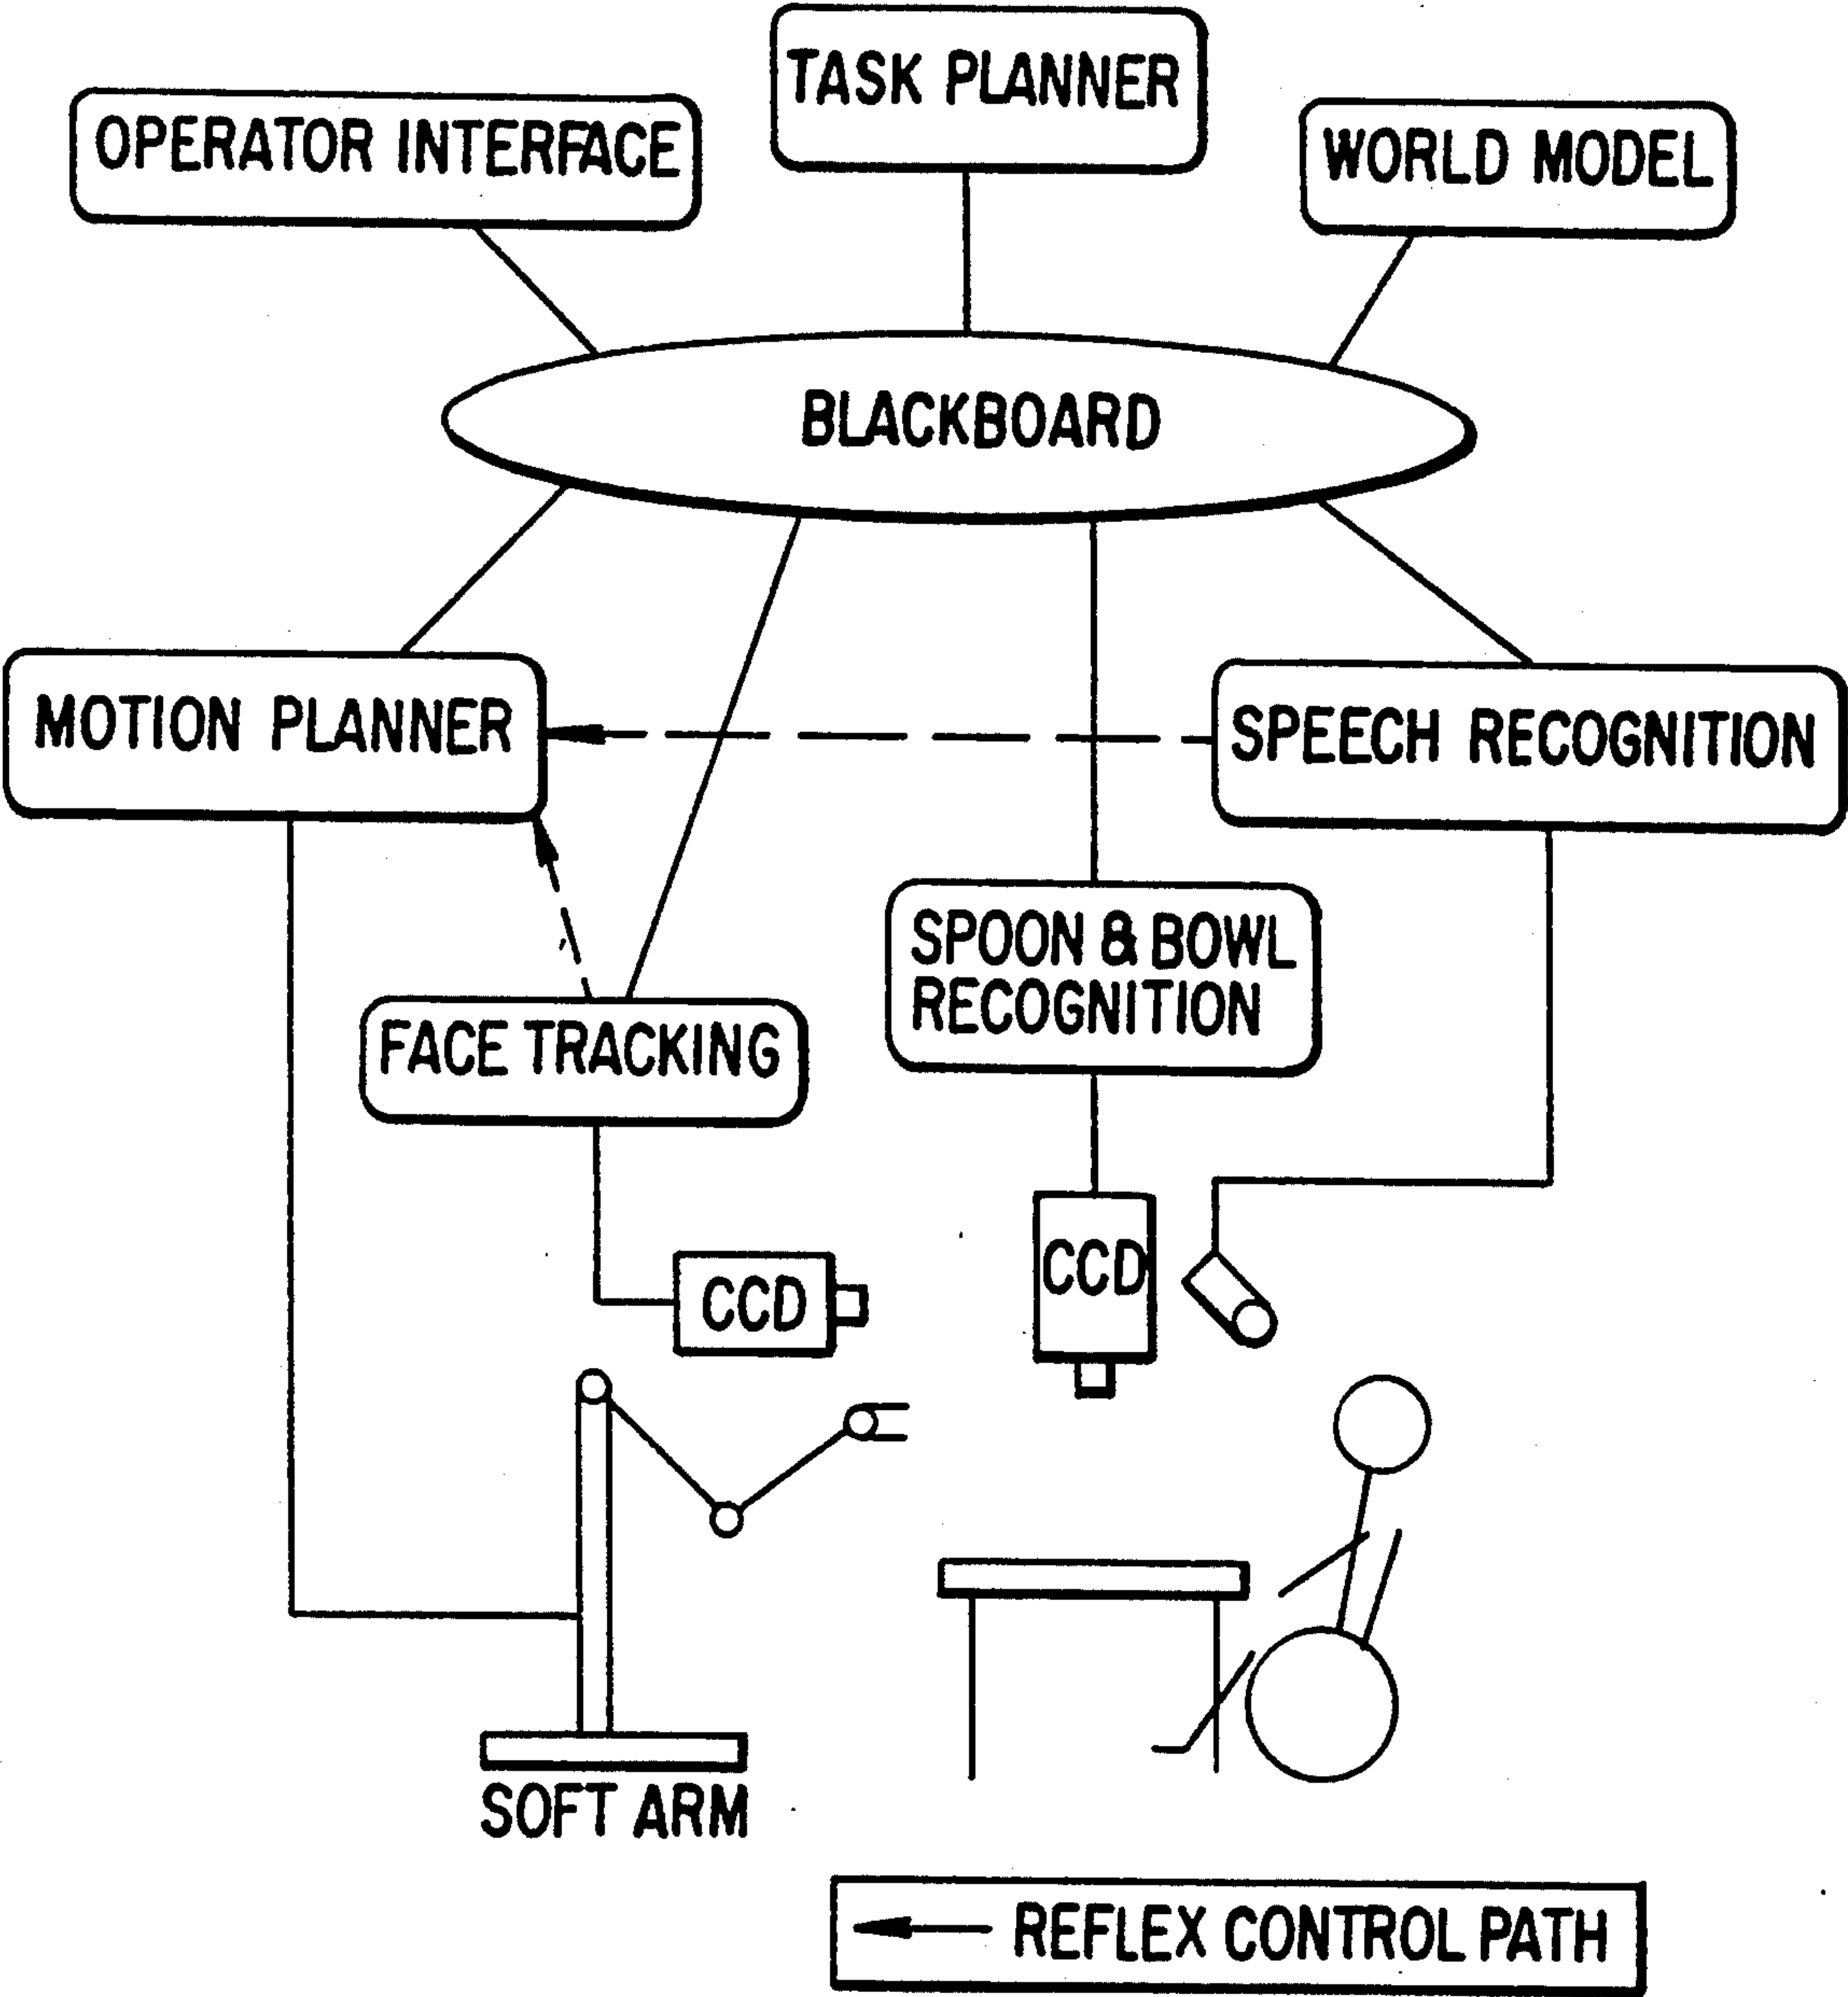 TASK PLANNER
OPERATOR INTERFACE
WORLD MODEL
BLACKBOARD
MOTION PLANNER
SPEECH RECOGNITION
SPOON & BOWL
RECOGNITION
FACE TRACKING
CCD
CCD
SOFT ARM
REFLEX CONTROL PATH